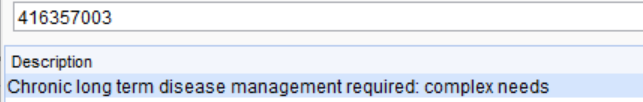 416357003
Description
Chronic long term disease management required: complex needs